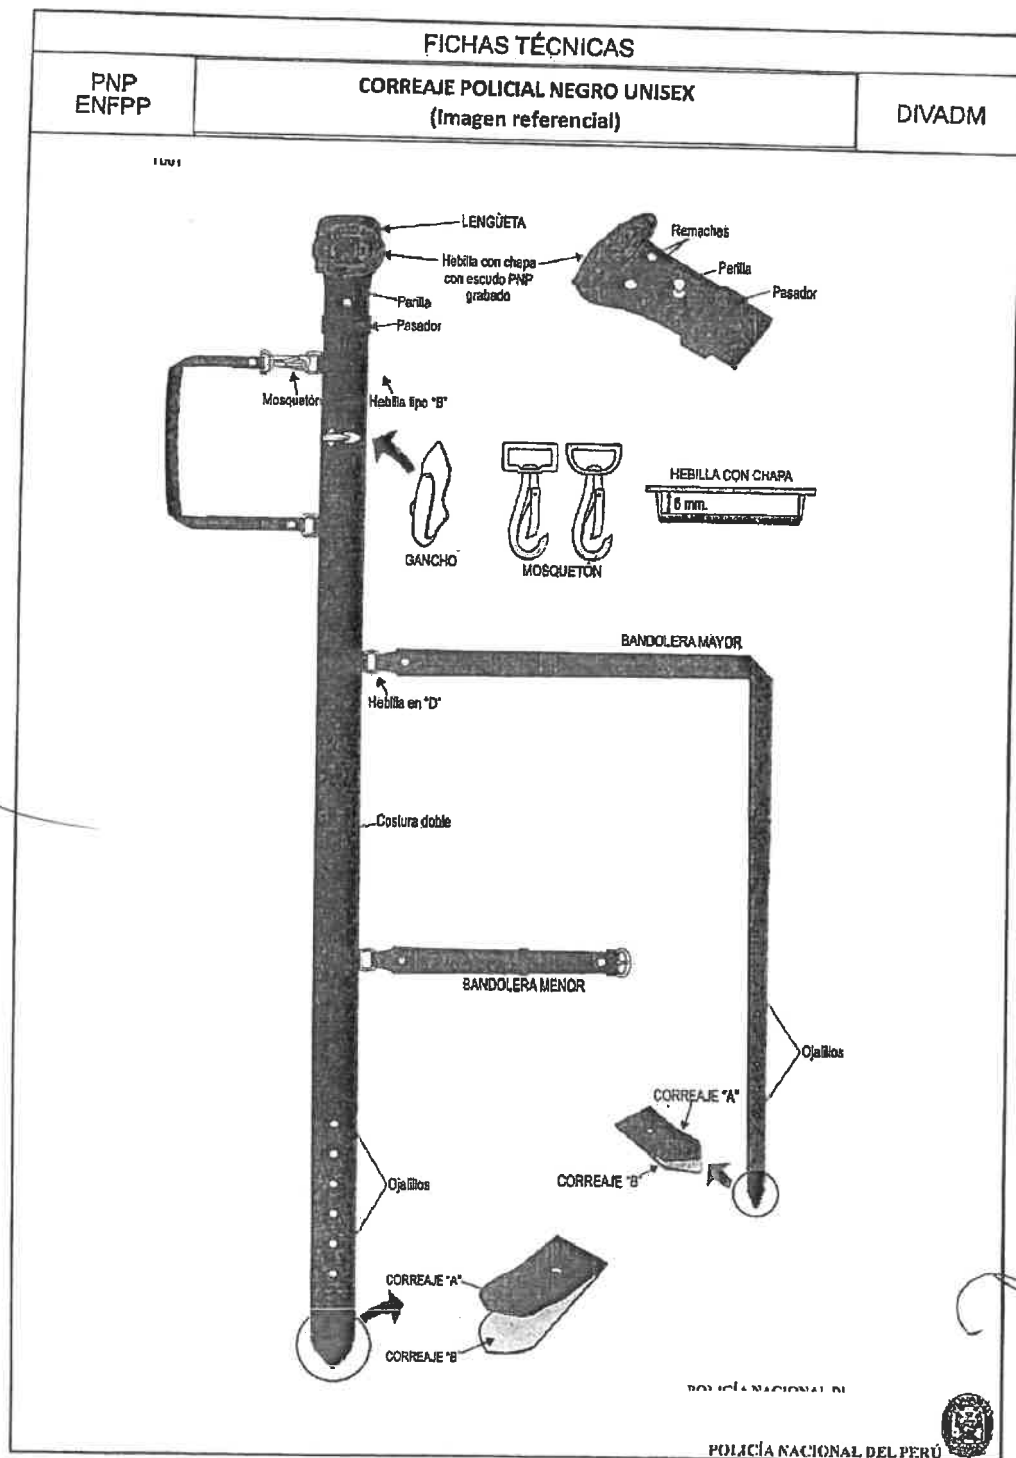 FICHAS TÉCNICAS
PNP
ENFPP
CORREAJE POLICIAL NEGRO UNISEX
(Imagen referencial)
DIVADM
LENGÜETA
Hebilla con chapa
con escudo PNP
grabado
Perilla
Pasador
Remaches
Perilla
Pasador
Mosquetón
Hebilla tipo "B"
GANCHO
MOSQUETÓN
HEBILLA CON CHAPA
6 mm.
BANDOLERA MAYOR
Hebilla en "D"
Costura doble
BANDOLERA MENOR
Ojalillos
CORREAJE "A"
CORREAJE "B"
Ojalillos
CORREAJE "A"
CORREAJE "B
POLICÍA NACIONAL DEL PERÚ